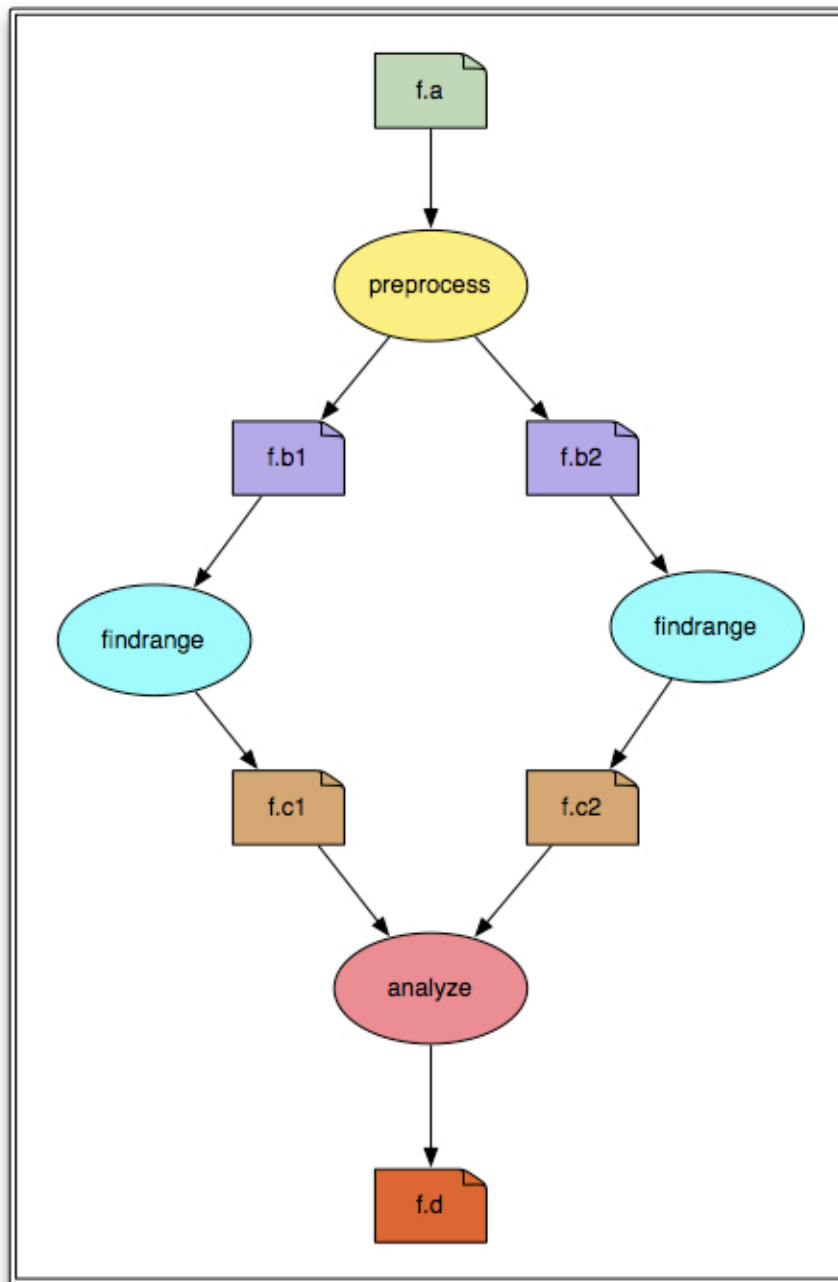 f.a
preprocess
f.b1
f.b2
findrange
findrange
f.c1
f.c2
analyze
f.d